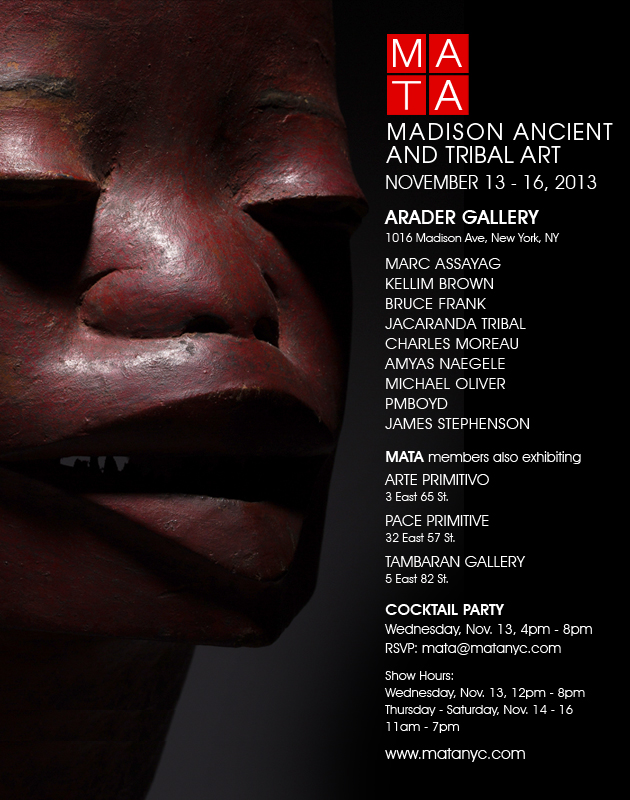 MA
TA
MADISON ANCIENT
AND TRIBAL ART
NOVEMBER 13 - 16, 2013
ARADER GALLERY
1016 Madison Ave, New York, NY
MARC ASSAYAG
KELLIM BROWN
BRUCE FRANK
JACARANDA TRIBAL
CHARLES MOREAU
AMYAS NAEGELE
MICHAEL OLIVER
PMBOYD
JAMES STEPHENSON
MATA members also exhibiting
ARTE PRIMITIVO
3 East 65 St.
PACE PRIMITIVE
32 East 57 St.
TAMBARAN GALLERY
5 East 82 St.
COCKTAIL PARTY
Wednesday, Nov. 13, 4pm - 8pm
RSVP: mata@matanyc.com
Show Hours:
Wednesday, Nov. 13, 12pm - 8pm
Thursday - Saturday, Nov. 14 - 16
11am - 7pm
www.matanyc.com